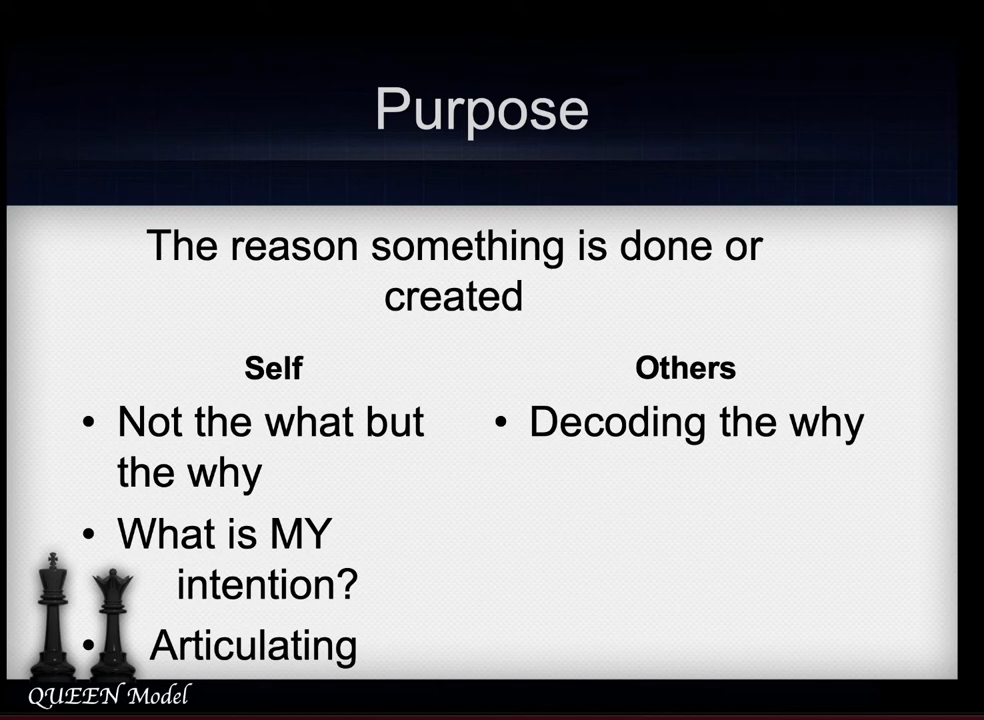 Purpose
The reason something is done or
created
Self
Not the what but
the why
What is MY
intention?
Articulating
Others
Decoding the why
QUEEN Model